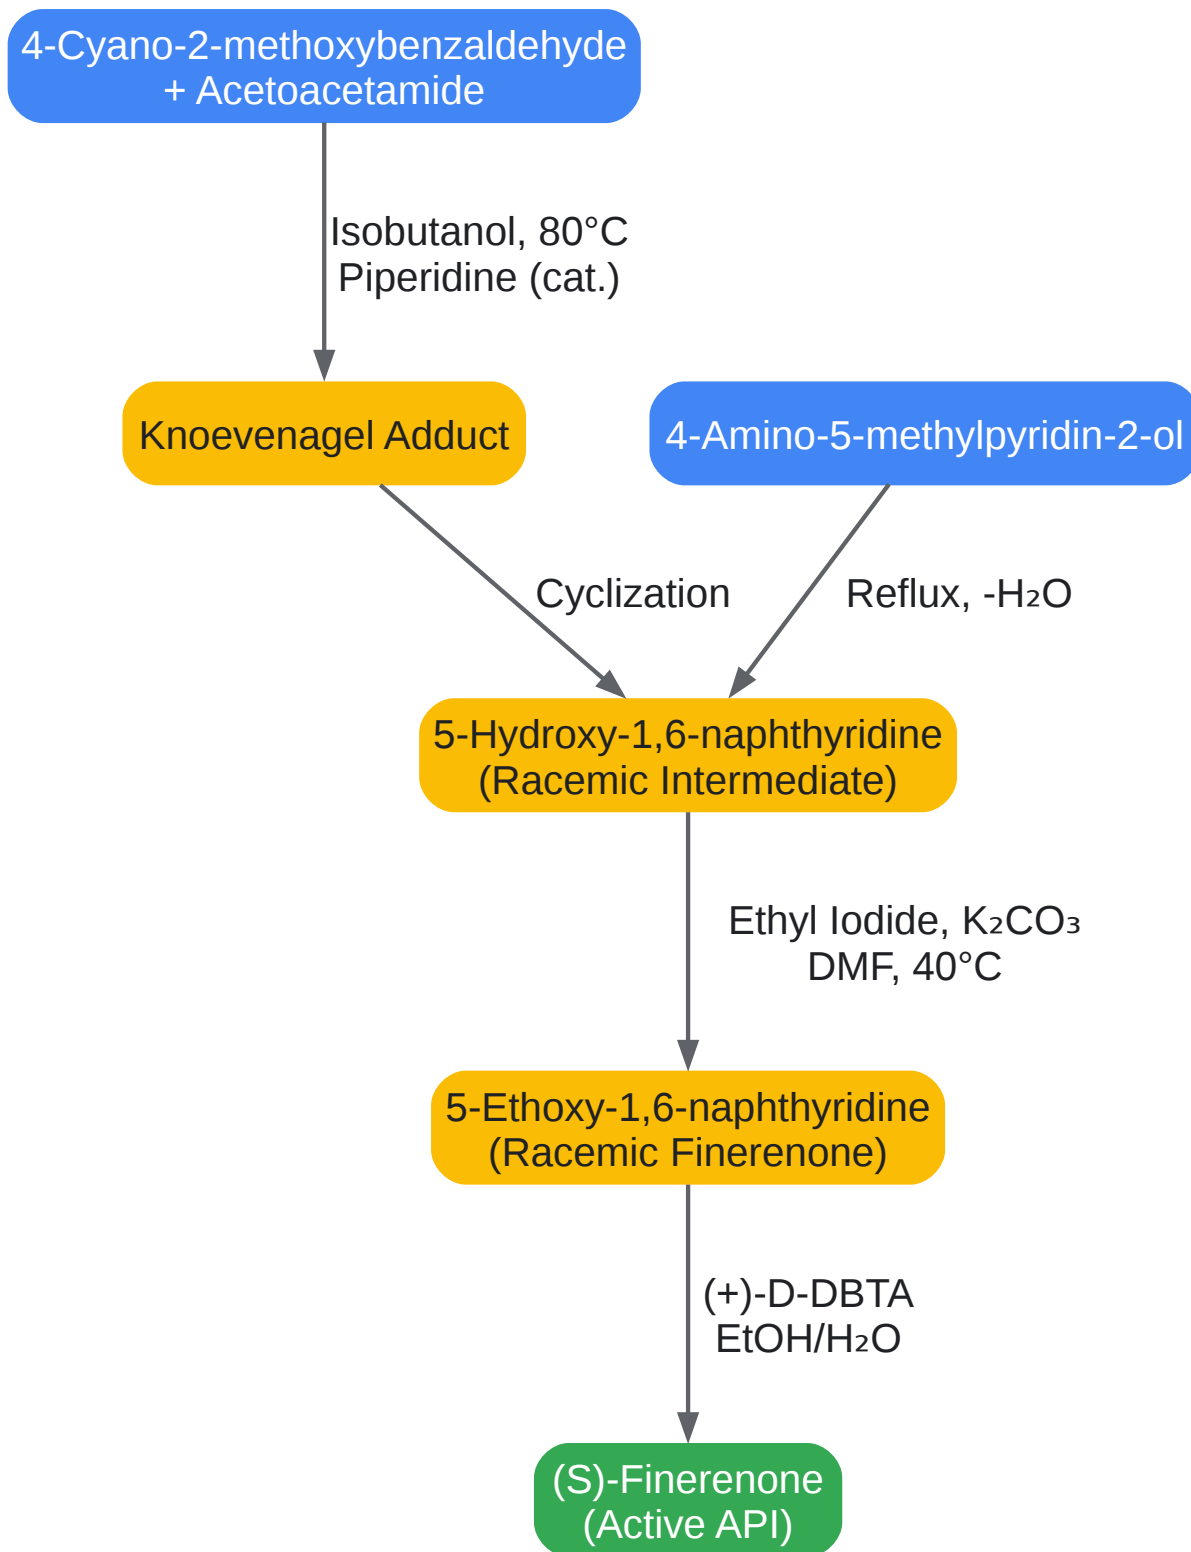 4-Cyano-2-methoxybenzaldehyde
+ Acetoacetamide
Isobutanol, 80°C
Piperidine (cat.)
Knoevenagel Adduct
4-Amino-5-methylpyridin-2-ol
Cyclization
Reflux, -H₂O
5-Hydroxy-1,6-naphthyridine
(Racemic Intermediate)
Ethyl Iodide, K₂CO₃
DMF, 40°C
5-Ethoxy-1,6-naphthyridine
(Racemic Finerenone)
(+)-D-DBTA
EtOH/H₂O
(S)-Finerenone
(Active API)